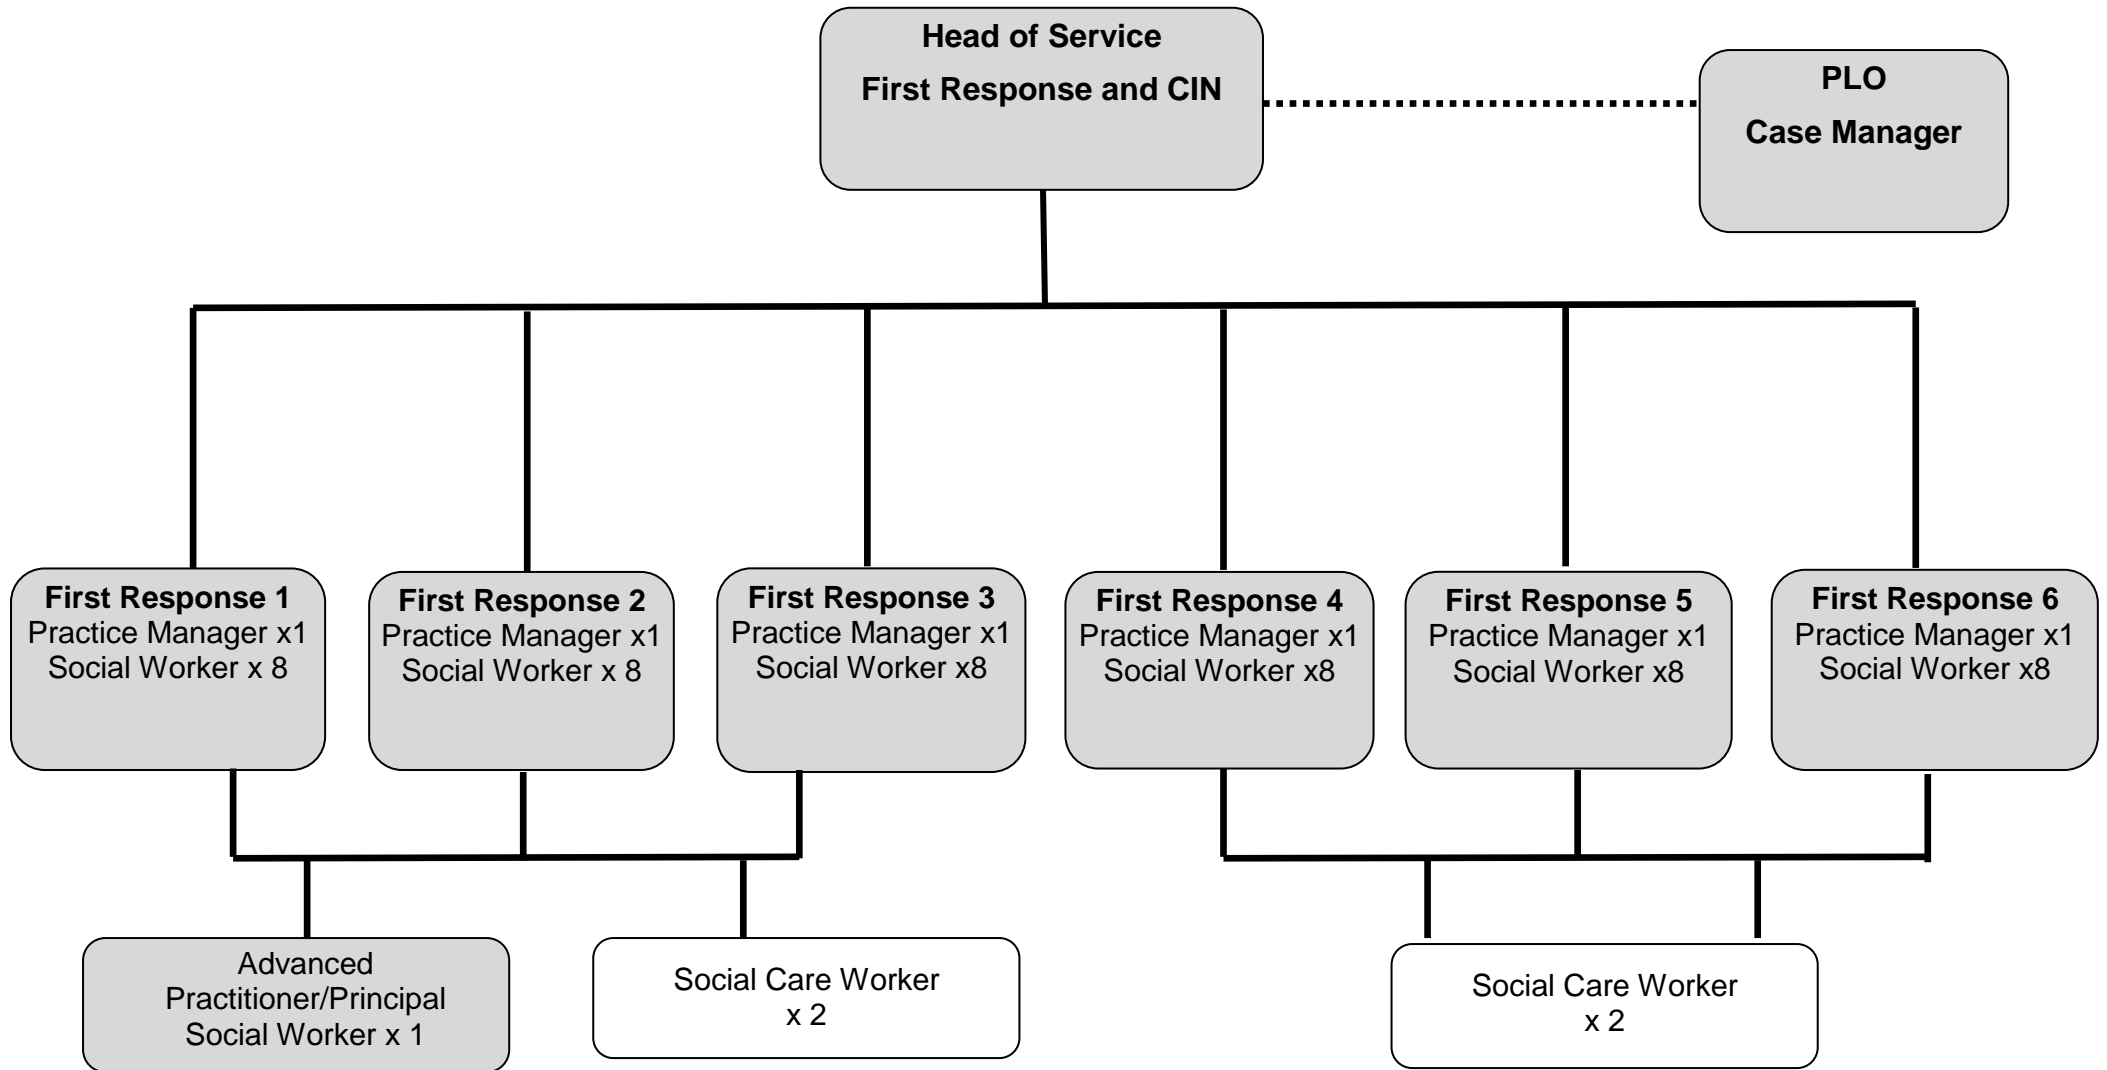 Head of Service
First Response and CIN
PLO
Case Manager
First Response 1
Practice Manager x1
Social Worker x 8
First Response 2
Practice Manager x1
Social Worker x 8
First Response 3
Practice Manager x1
Social Worker x8
First Response 4
Practice Manager x1
Social Worker x8
First Response 5
Practice Manager x1
Social Worker x8
First Response 6
Practice Manager x1
Social Worker x8
Advanced
Practitioner/Principal
Social Worker x 1
Social Care Worker
x 2
Social Care Worker
x 2